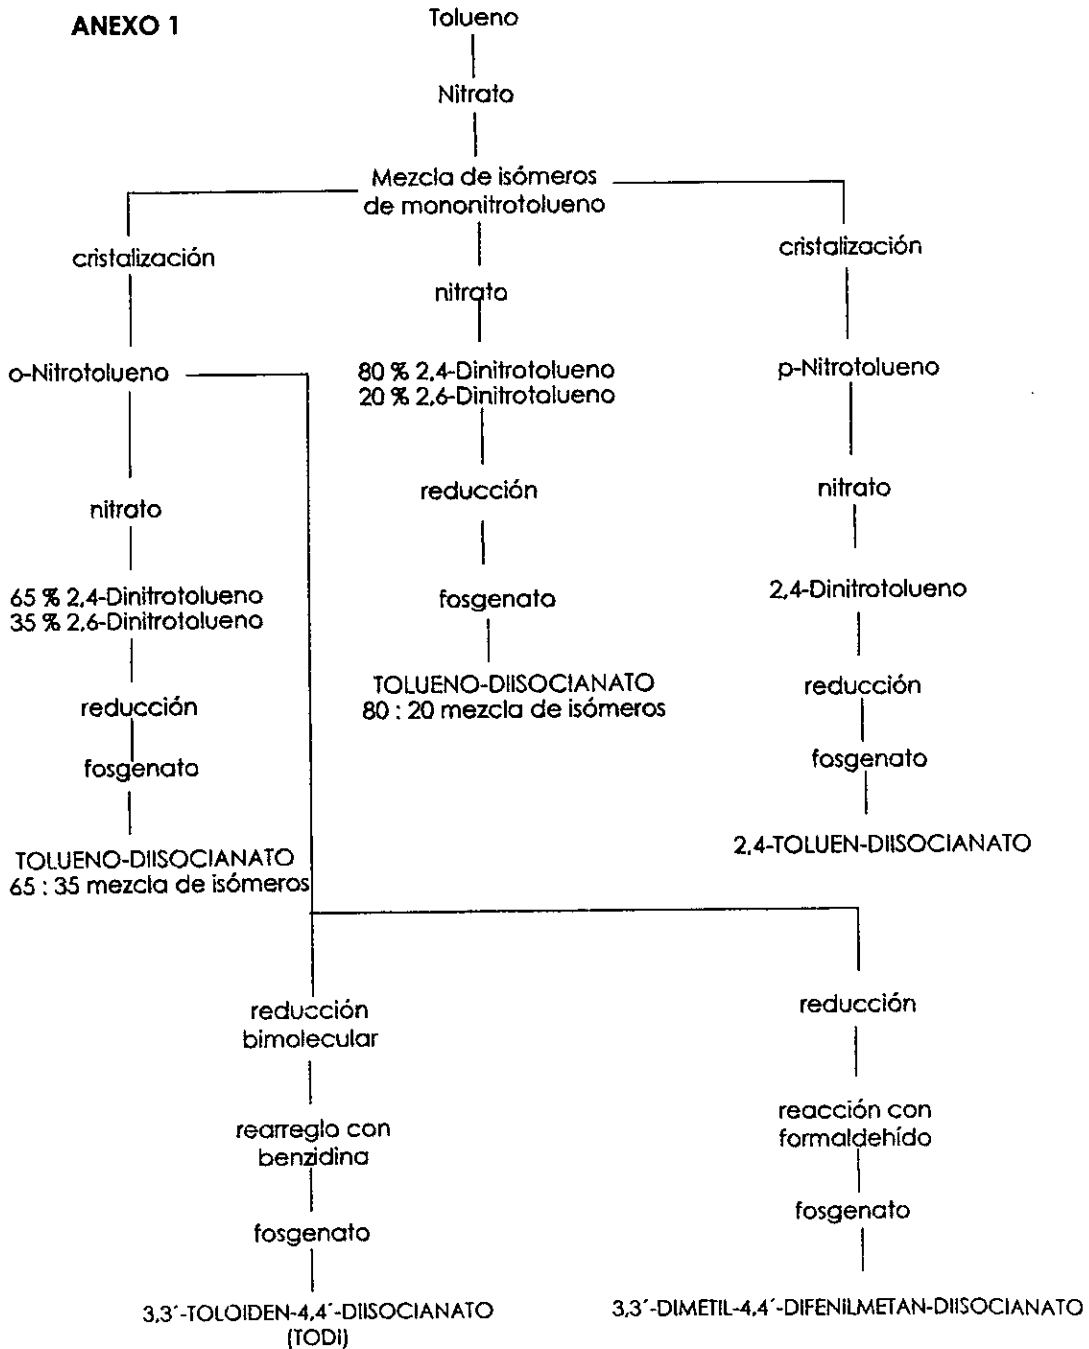 ANEXO 1
Tolueno
Nitrato
Mezcla de isómeros
de mononitrotolueno
cristalización
nitrato
cristalización
o-Nitrotolueno
80 % 2,4-Dinitrotolueno
20 % 2,6-Dinitrotolueno
p-Nitrotolueno
nitrato
reducción
nitrato
65 % 2,4-Dinitrotolueno
35 % 2,6-Dinitrotolueno
fosgenato
2,4-Dinitrotolueno
reducción
TOLUENO-DIISOCIANATO
80 : 20 mezcla de isómeros
reducción
fosgenato
fosgenato
TOLUENO-DIISOCIANATO
65 : 35 mezcla de isómeros
2,4-TOLUEN-DIISOCIANATO
reducción
bimolecular
reducción
rearreglo con
benzidina
reacción con
formaldehído
fosgenato
fosgenato
3,3´-TOLOIDEN-4,4´-DIISOCIANATO
(TODI)
3,3´-DIMETIL-4,4´-DIFENILMETAN-DIISOCIANATO